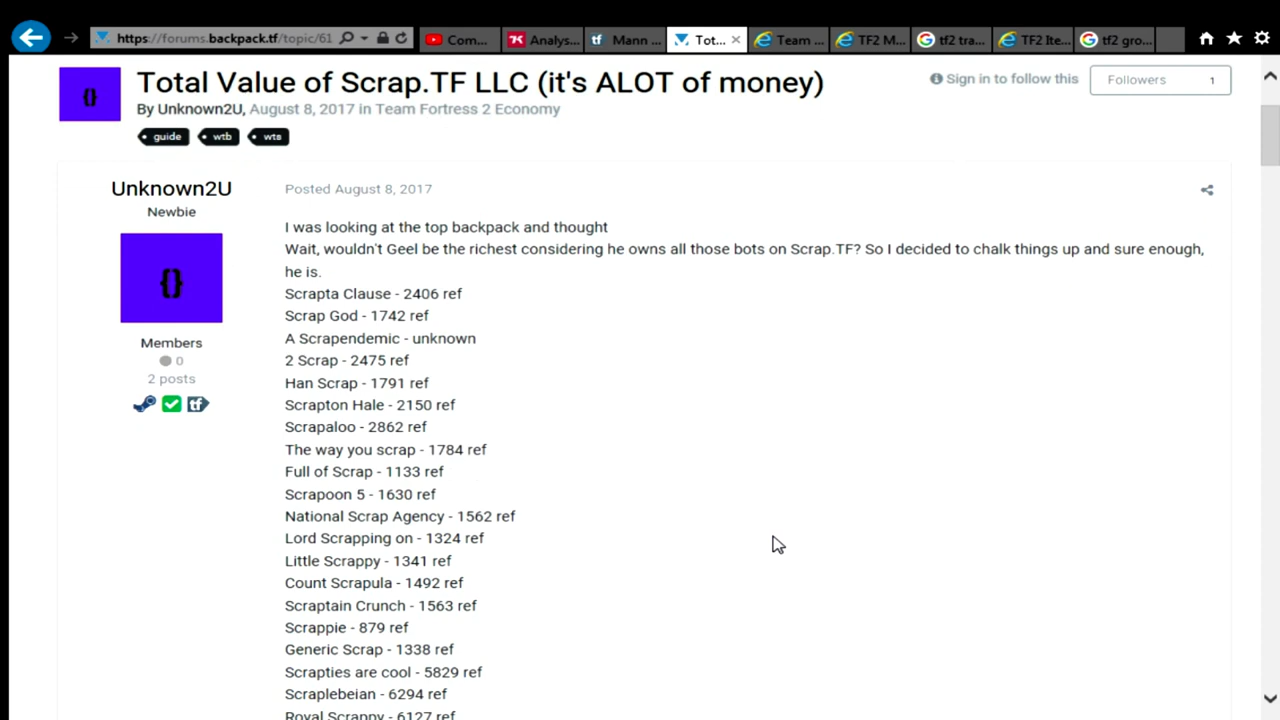 https://forums.backpack.tf/topic/61
Com...
Analys...
Mann ...
Tot...
Team ...
TF2 M...
tf2 tra...
TF2 Ite...
tf2 gro...
Total Value of Scrap.TF LLC (it's ALOT of money)
By Unknown2U, August 8, 2017 in Team Fortress 2 Economy
Sign in to follow this
Followers 1
guide wtb wts
Unknown2U
Newbie
{}
Members
0
2 posts
tf
Posted August 8, 2017
I was looking at the top backpack and thought
Wait, wouldn't Geel be the richest considering he owns all those bots on Scrap.TF? So I decided to chalk things up and sure enough,
he is.
Scrapta Clause - 2406 ref
Scrap God - 1742 ref
A Scrapendemic - unknown
2 Scrap - 2475 ref
Han Scrap - 1791 ref
Scrapton Hale - 2150 ref
Scrapaloo - 2862 ref
The way you scrap - 1784 ref
Full of Scrap - 1133 ref
Scrapoon 5 - 1630 ref
National Scrap Agency - 1562 ref
Lord Scrapping on - 1324 ref
Little Scrappy - 1341 ref
Count Scrapula - 1492 ref
Scraptain Crunch - 1563 ref
Scrappie - 879 ref
Generic Scrap - 1338 ref
Scrapties are cool - 5829 ref
Scraplebeian - 6294 ref
Royal Scrappy - 6127 ref